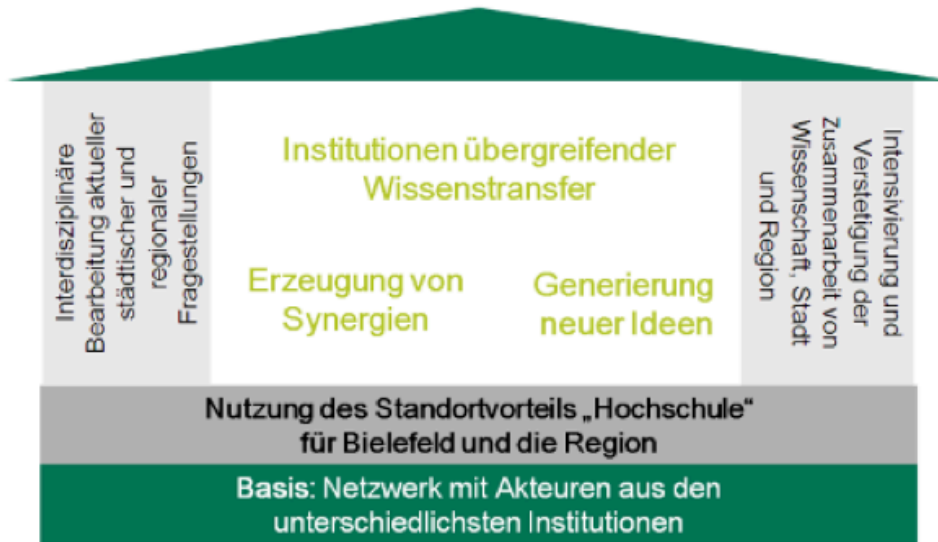 Interdisziplinäre
Bearbeitung aktueller
städtischer und
regionaler
Fragestellungen
Institutionen übergreifender
Wissenstransfer
Erzeugung von
Synergien
Generierung
neuer Ideen
Intensivierung und
Verstetigung der
Zusammenarbeit von
Wissenschaft, Stadt
und Region
Nutzung des Standortvorteils „Hochschule“
für Bielefeld und die Region
Basis: Netzwerk mit Akteuren aus den
unterschiedlichsten Institutionen